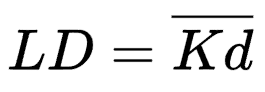 LD = \overline{Kd}